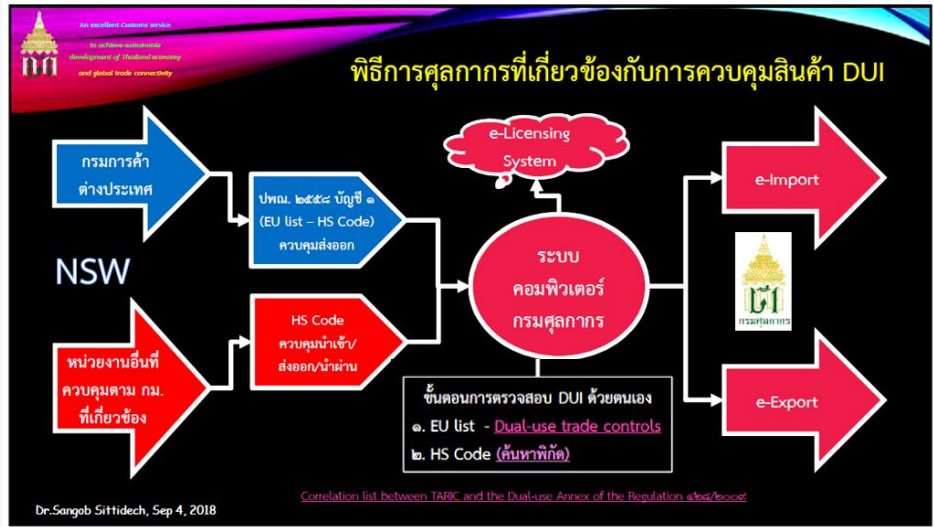 An excellent Customs service
to achieve sustainable
development of Thailand economy
and global trade connectivity
พิธีการศุลกากรที่เกี่ยวข้องกับการควบคุมสินค้า DUI
กรมการค้า
ต่างประเทศ
NSW
หน่วยงานอื่นที่
ควบคุมตาม กม.
ที่เกี่ยวข้อง
ปพณ. ๒๕๕๘ บัญชี ๑
(EU list – HS Code)
ควบคุมส่งออก
HS Code
ควบคุมนำเข้า/
ส่งออก/นำผ่าน
e-Licensing
System
ระบบ
คอมพิวเตอร์
กรมศุลกากร
ขั้นตอนการตรวจสอบ DUI ด้วยตนเอง
๑. EU list - Dual-use trade controls
๒. HS Code (ค้นหาพิกัด)
e-Import
กรมศุลกากร
e-Export
Correlation list between TARIC and the Dual-use Annex of the Regulation ๔๒๘/๒๐๐๙
Dr.Sangob Sittidech, Sep 4, 2018